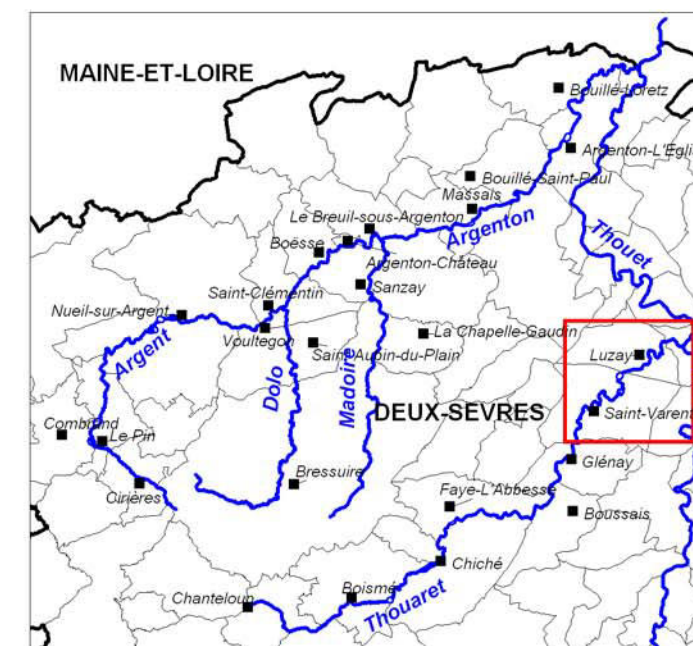 MAINE-ET-LOIRE
Bouillé-Loretz
Argenton-L'Eglis
Bouillé-Saint-Paul
Massais
Le Breuil-sous-Argenton
Argenton
Thouet
Boësse
Argenton-Château
Sanzay
Saint-Clémentin
Nueil-sur-Argent
Voultegon
La Chapelle-Gaudin
Saint-Aubin-du-Plain
Luzay
Argent
Dolo
Madoire
DEUX-SEVRES
Saint-Varent
Combrand
Le Pin
Glénay
Bressuire
Cirières
Faye-L'Abbesse
Boussais
Chiché
Boismé
Chanteloup
Thouaret